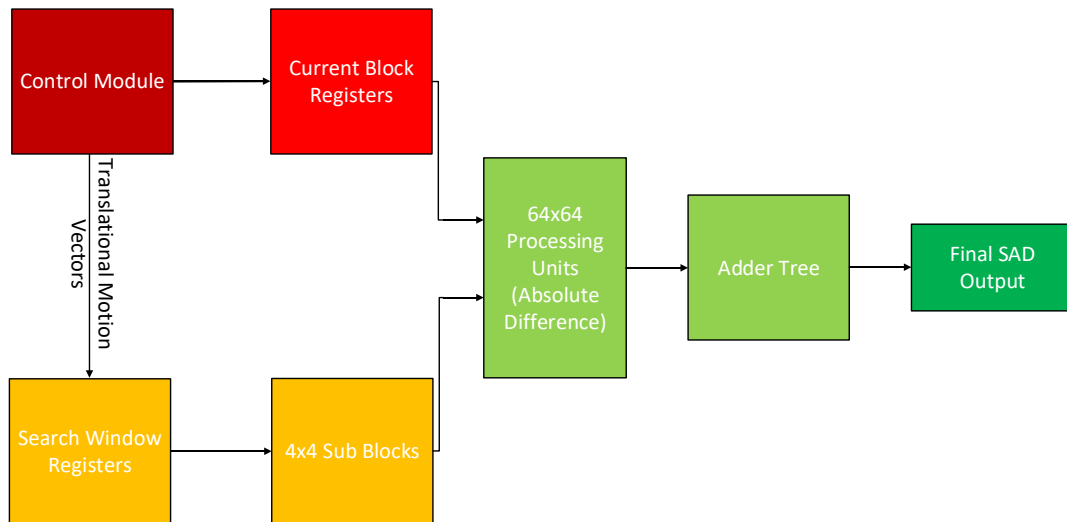 Control Module
Current Block
Registers
Translational Motion
Vectors
64x64
Processing
Units
(Absolute
Difference)
Adder Tree
Final SAD
Output
Search Window
Registers
4x4 Sub Blocks